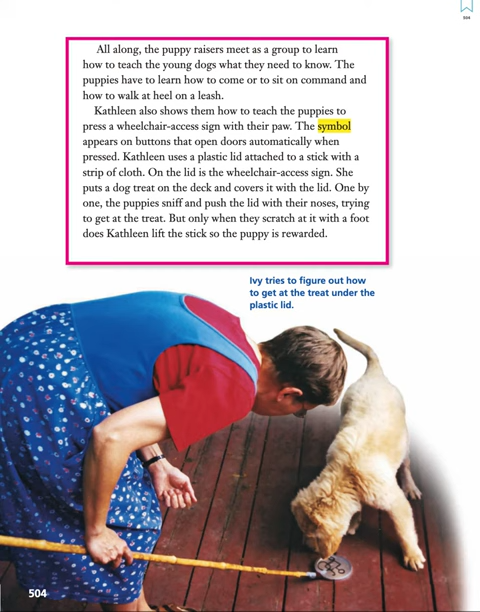 504
All along, the puppy raisers meet as a group to learn
how to teach the young dogs what they need to know. The
puppies have to learn how to come or to sit on command and
how to walk at heel on a leash.
Kathleen also shows them how to teach the puppies to
press a wheelchair-access sign with their paw. The symbol
appears on buttons that open doors automatically when
pressed. Kathleen uses a plastic lid attached to a stick with a
strip of cloth. On the lid is the wheelchair-access sign. She
puts a dog treat on the deck and covers it with the lid. One by
one, the puppies sniff and push the lid with their noses, trying
to get at the treat. But only when they scratch at it with a foot
does Kathleen lift the stick so the puppy is rewarded.
Ivy tries to figure out how
to get at the treat under the
plastic lid.
504